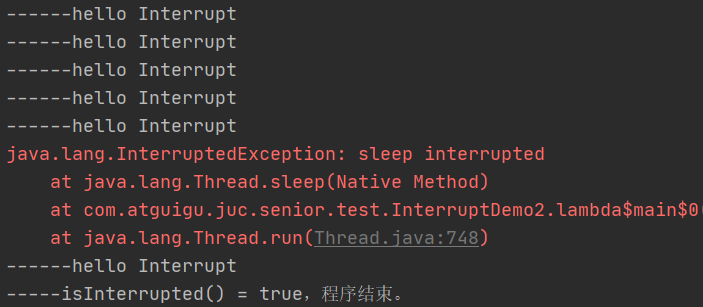 ------hello Interrupt
------hello Interrupt
------hello Interrupt
------hello Interrupt
------hello Interrupt
java.lang.InterruptedException: sleep interrupted
    at java.lang.Thread.sleep(Native Method)
    at com.atguigu.juc.senior.test.InterruptDemo2.lambda$main$0(
    at java.lang.Thread.run(Thread.java:748)
------hello Interrupt
-----isInterrupted() = true，程序结束。